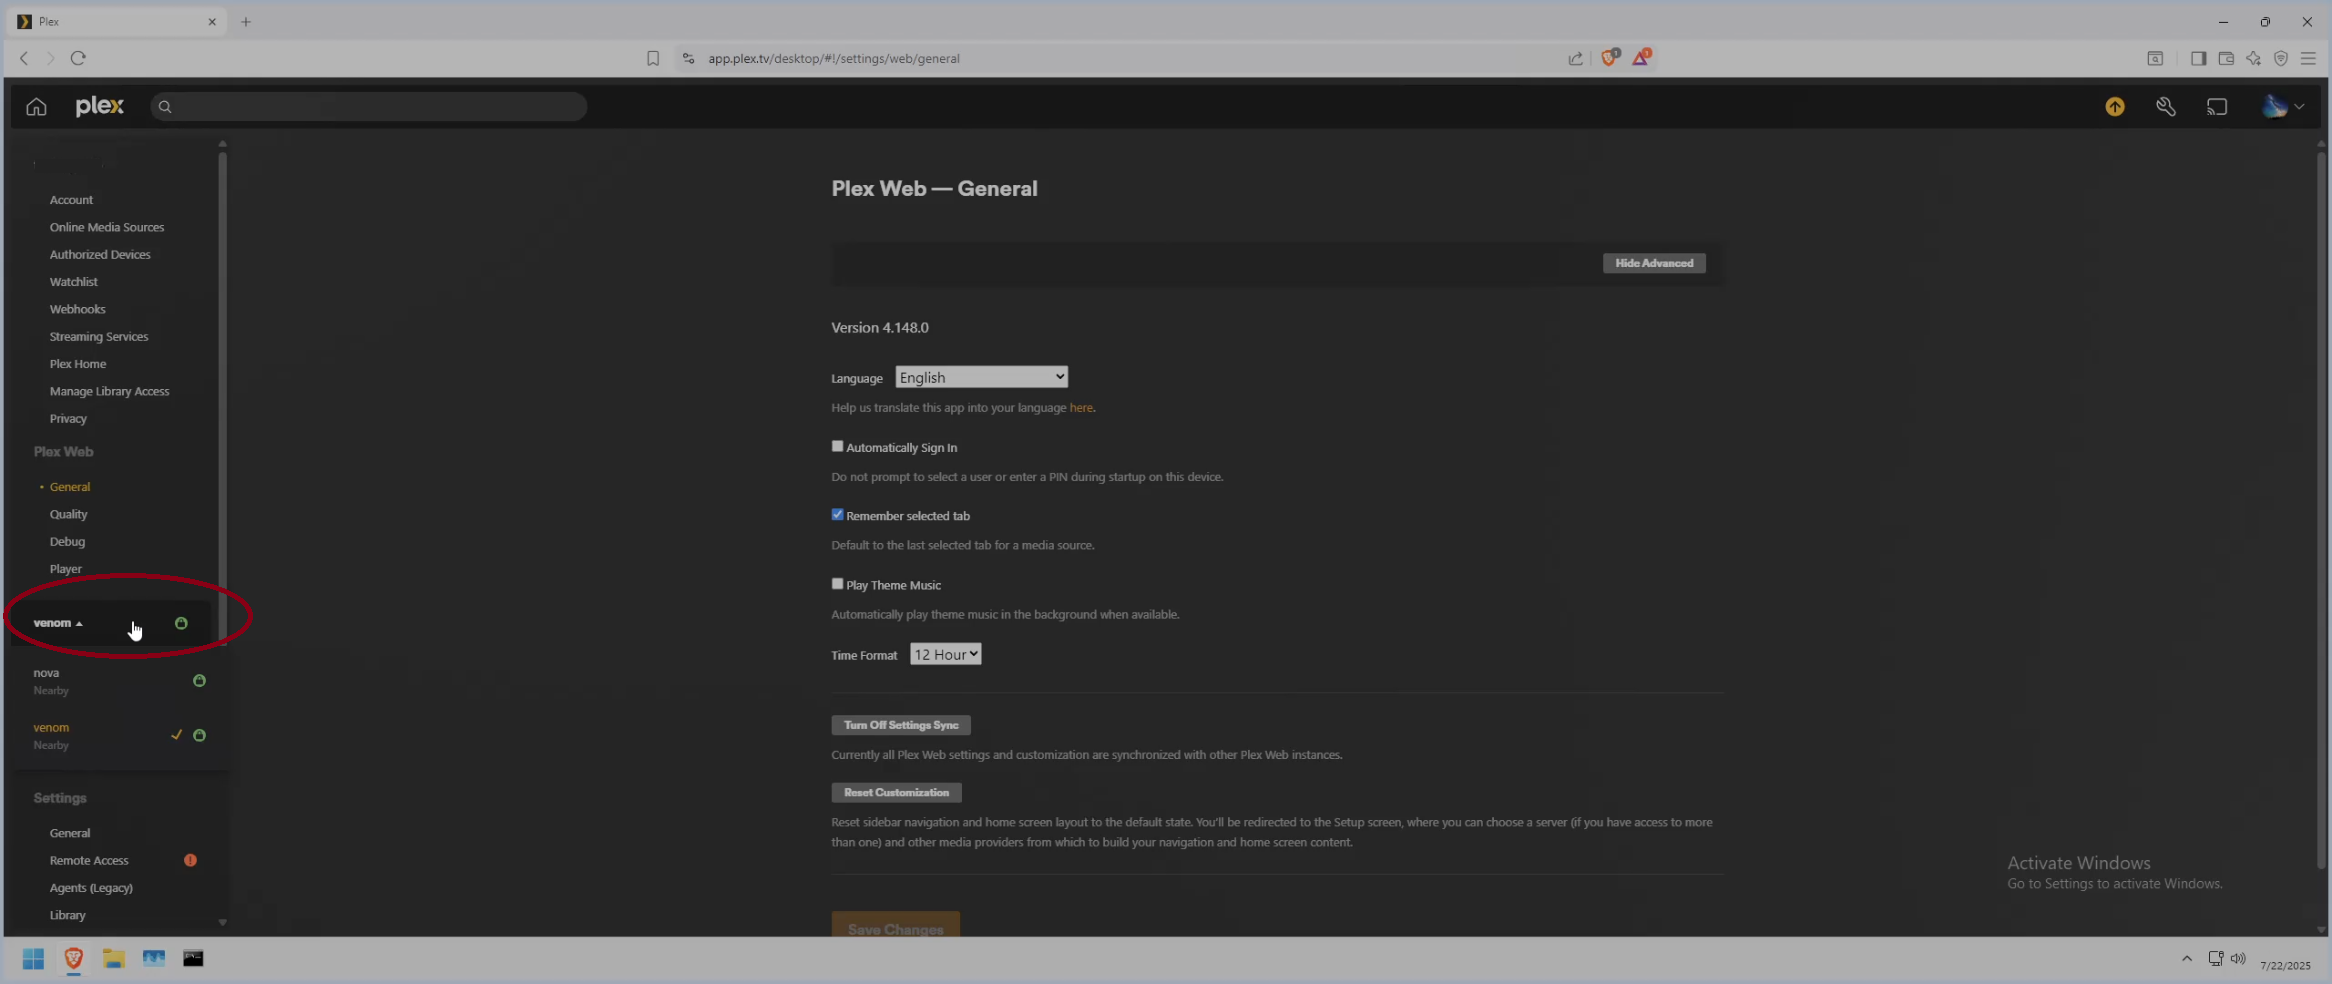 Plex
app.plex.tv/desktop/#!/settings/web/general
plex
Account
Online Media Sources
Authorized Devices
Watchlist
Webhooks
Streaming Services
Plex Home
Manage Library Access
Privacy
Plex Web
General
Quality
Debug
Player
venom
nova
Nearby
venom
Nearby
Settings
General
Remote Access
Agents (Legacy)
Library
Plex Web — General
Hide Advanced
Version 4.148.0
Language English
Help us translate this app into your language here.
Automatically Sign In
Do not prompt to select a user or enter a PIN during startup on this device.
Remember selected tab
Default to the last selected tab for a media source.
Play Theme Music
Automatically play theme music in the background when available.
Time Format 12 Hour
Turn Off Settings Sync
Currently all Plex Web settings and customization are synchronized with other Plex Web instances.
Reset Customization
Reset sidebar navigation and home screen layout to the default state. You'll be redirected to the Setup screen, where you can choose a server (if you have access to more
than one) and other media providers from which to build your navigation and home screen content.
Save Changes
Activate Windows
Go to Settings to activate Windows.
7/22/2025